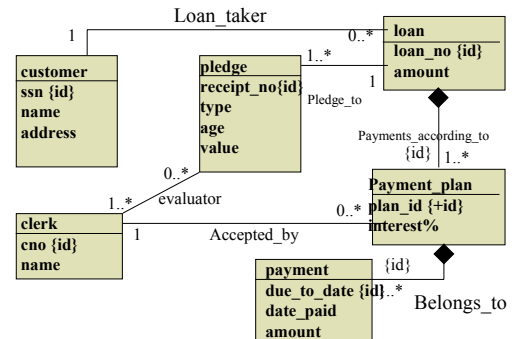 Loan_taker
1
0..*
loan
loan_no {id}
amount
customer
ssn {id}
name
address
pledge
receipt_no{id}
type
age
value
1..*
1
Pledge_to
Payments_according_to
{id}
1..*
0..*
1..*
evaluator
Payment_plan
plan_id {+id}
interest%
clerk
cno {id}
name
1
Accepted_by
0..*
payment
due_to_date {id}
date_paid
amount
{id}
1..*
Belongs_to